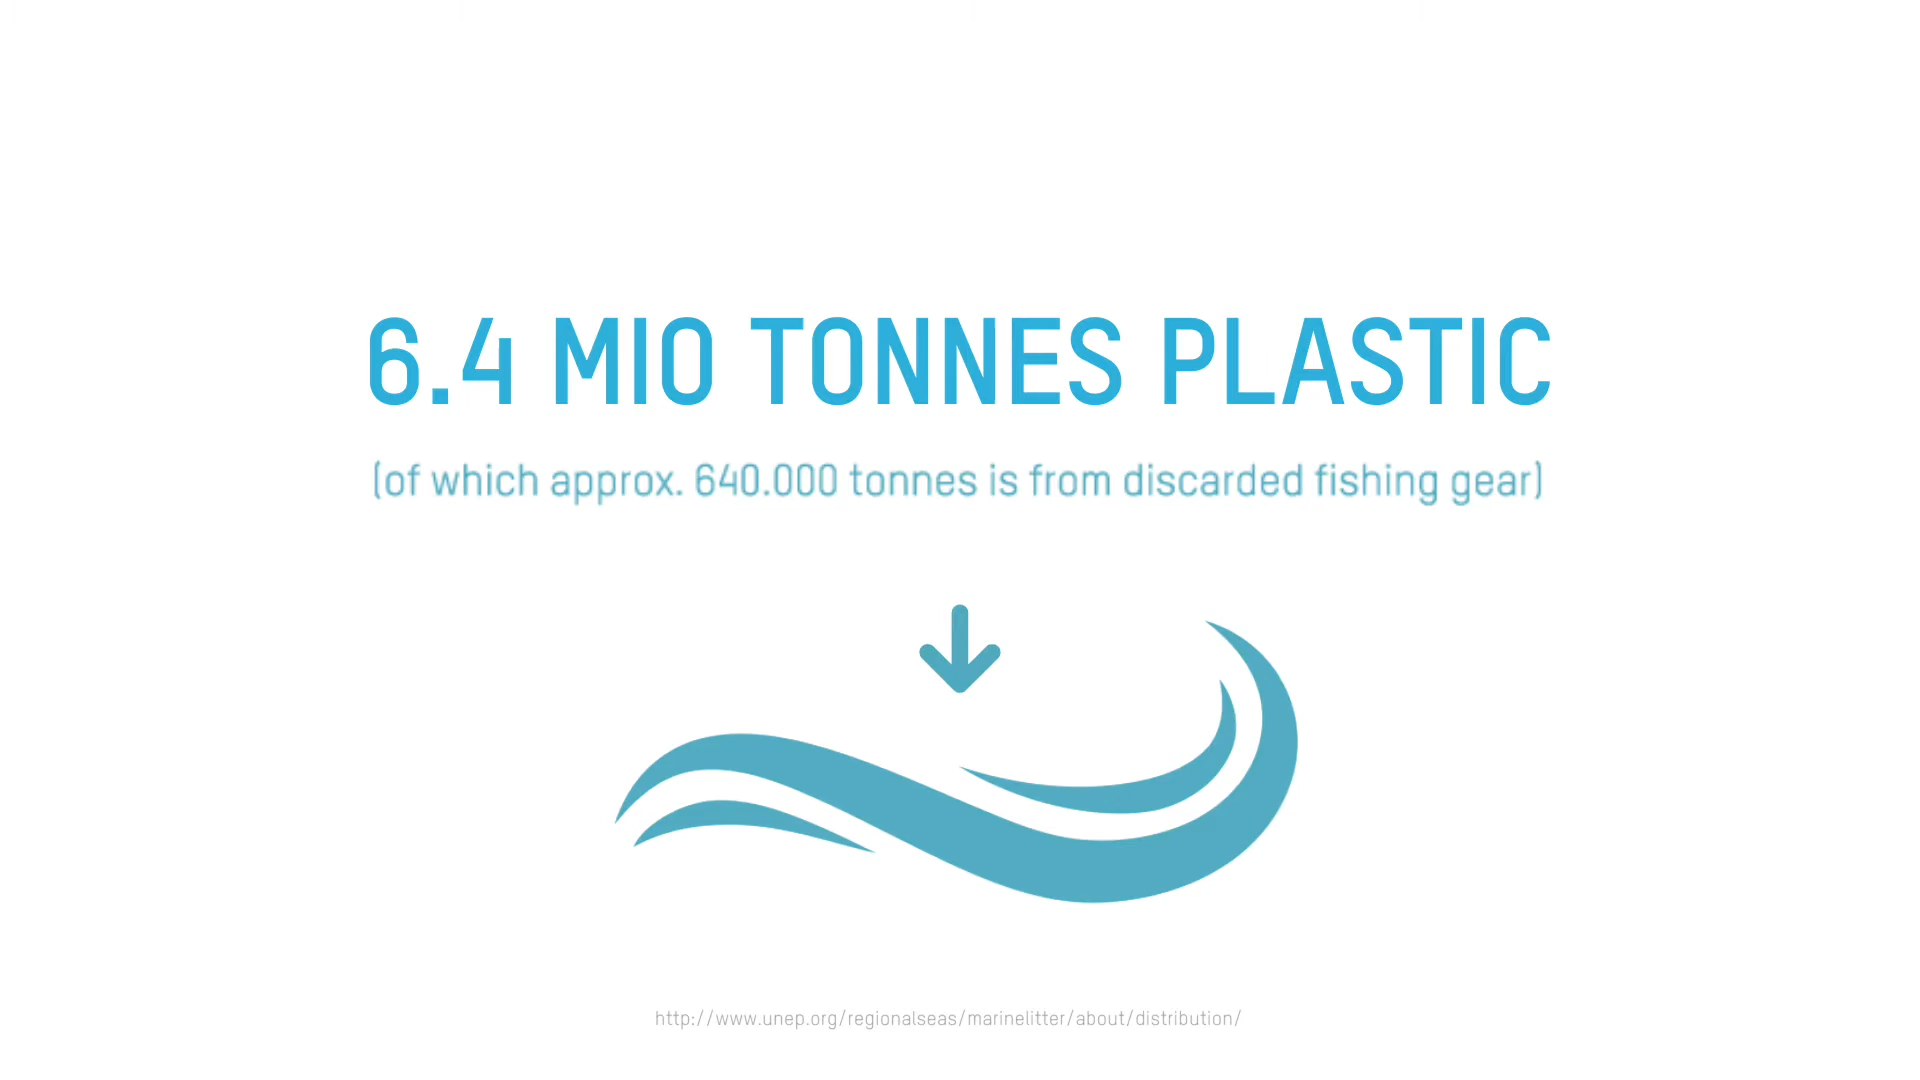 6.4 MIO TONNES PLASTIC
(of which approx. 640.000 tonnes is from discarded fishing gear)
http://www.unep.org/regionalseas/marinelitter/about/distribution/